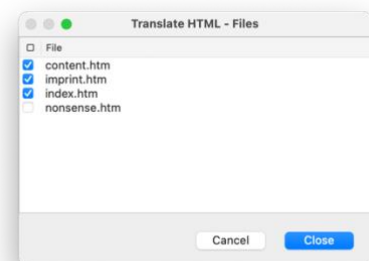 Translate HTML - Files
File
content.htm
imprint.htm
index.htm
nonsense.htm
Cancel Close